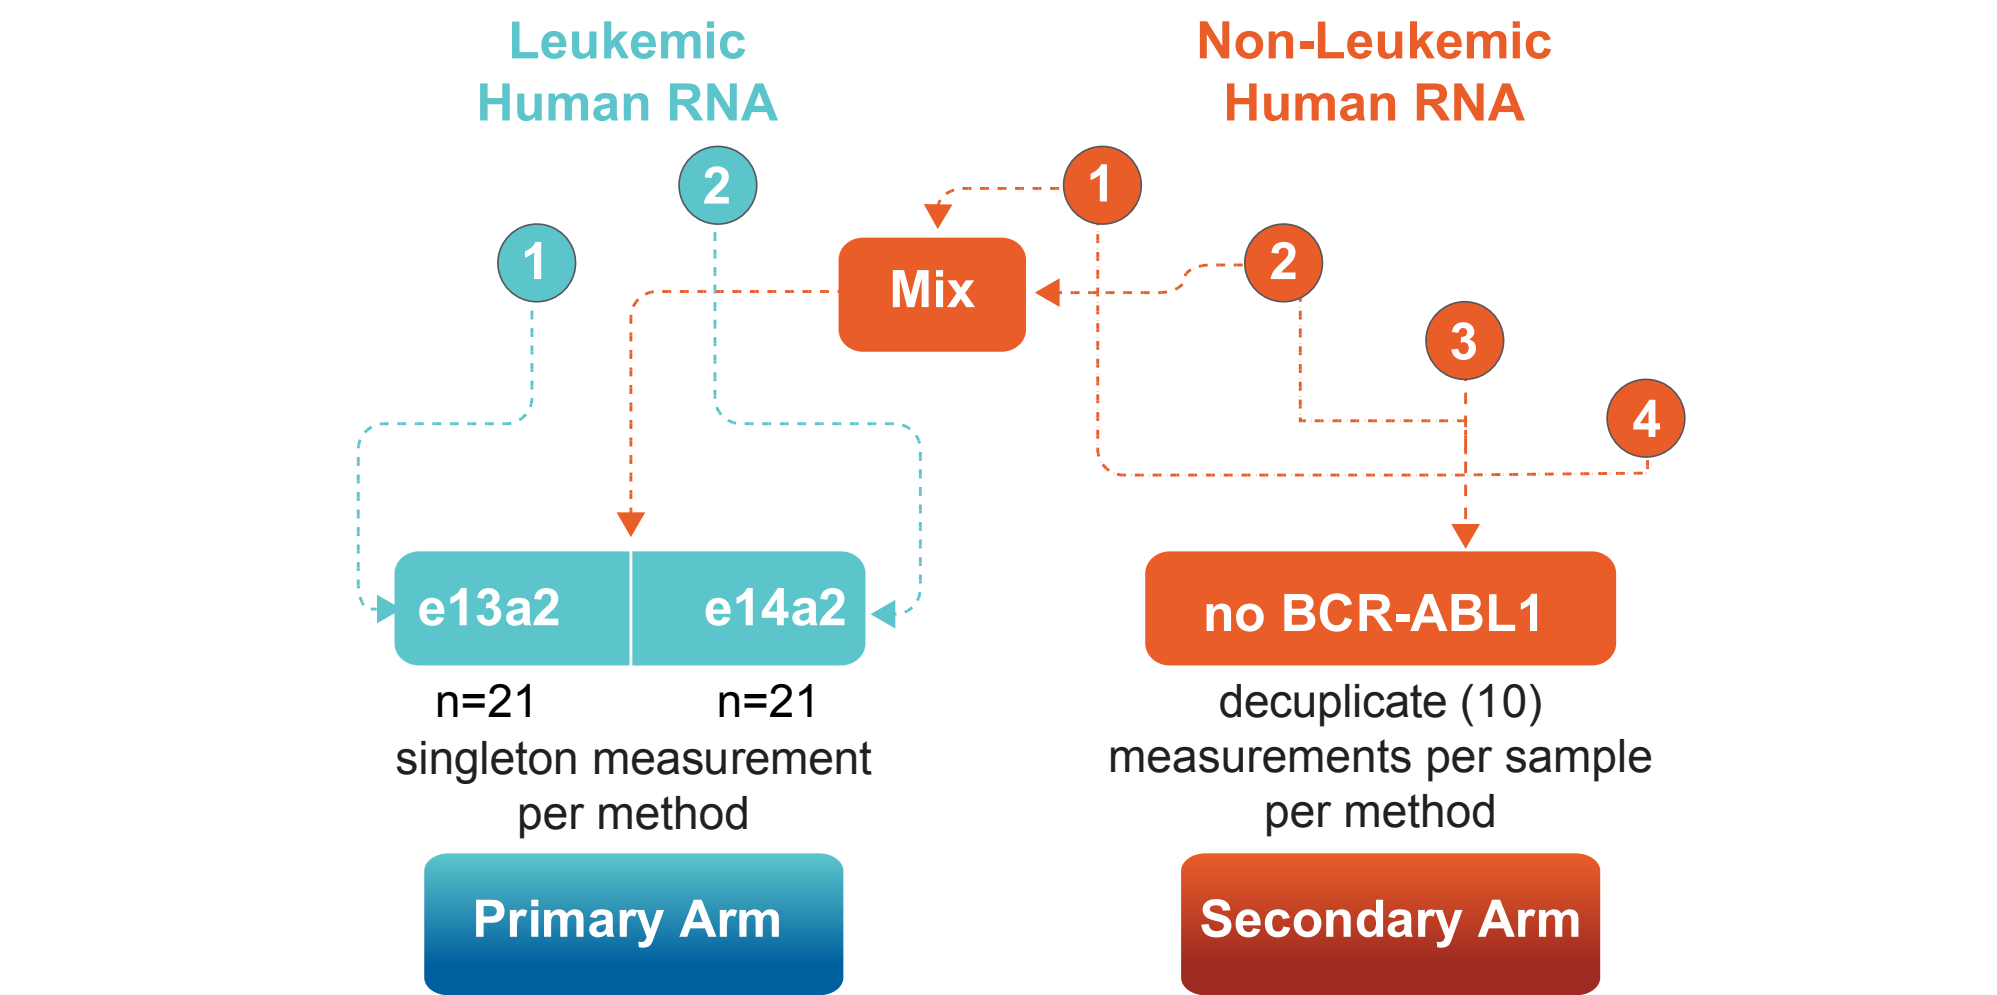 Leukemic
Human RNA
Non-Leukemic
Human RNA
1
2
1
2
3
4
Mix
e13a2
e14a2
no BCR-ABL1
n=21
n=21
singleton measurement
per method
decuplicate (10)
measurements per sample
per method
Primary Arm
Secondary Arm